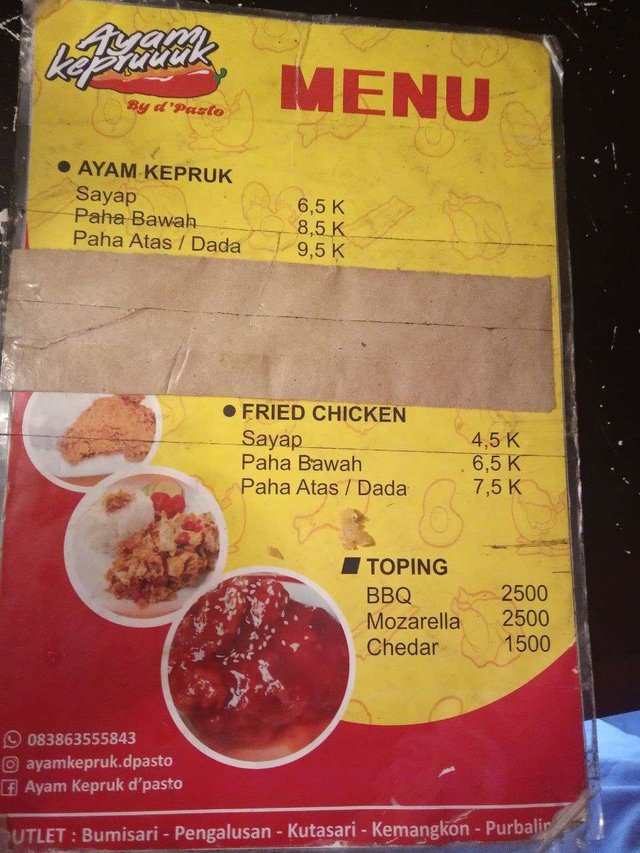 Ayam
kepruuuk
By d'Pasto
MENU
AYAM KEPRUK
Sayap 6,5 K
Paha Bawah 8,5 K
Paha Atas / Dada 9,5 K
FRIED CHICKEN
Sayap 4,5 K
Paha Bawah 6,5 K
Paha Atas / Dada 7,5 K
TOPING
BBQ 2500
Mozarella 2500
Chedar 1500
083863555843
ayamkepruk.dpasto
Ayam Kepruk d'pasto
UTLET : Bumisari - Pengalusan - Kutasari - Kemangkon -